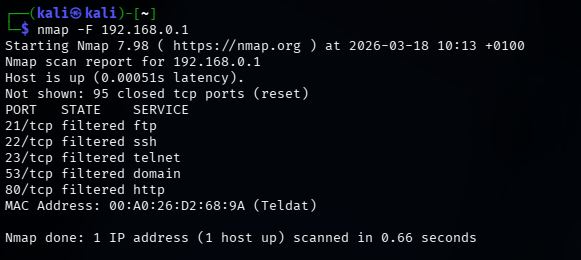 ┌──(kali㉿kali)-[~]
└─$ nmap -F 192.168.0.1
Starting Nmap 7.98 ( https://nmap.org ) at 2026-03-18 10:13 +0100
Nmap scan report for 192.168.0.1
Host is up (0.00051s latency).
Not shown: 95 closed tcp ports (reset)
PORT   STATE    SERVICE
21/tcp filtered ftp
22/tcp filtered ssh
23/tcp filtered telnet
53/tcp filtered domain
80/tcp filtered http
MAC Address: 00:A0:26:D2:68:9A (Teldat)

Nmap done: 1 IP address (1 host up) scanned in 0.66 seconds